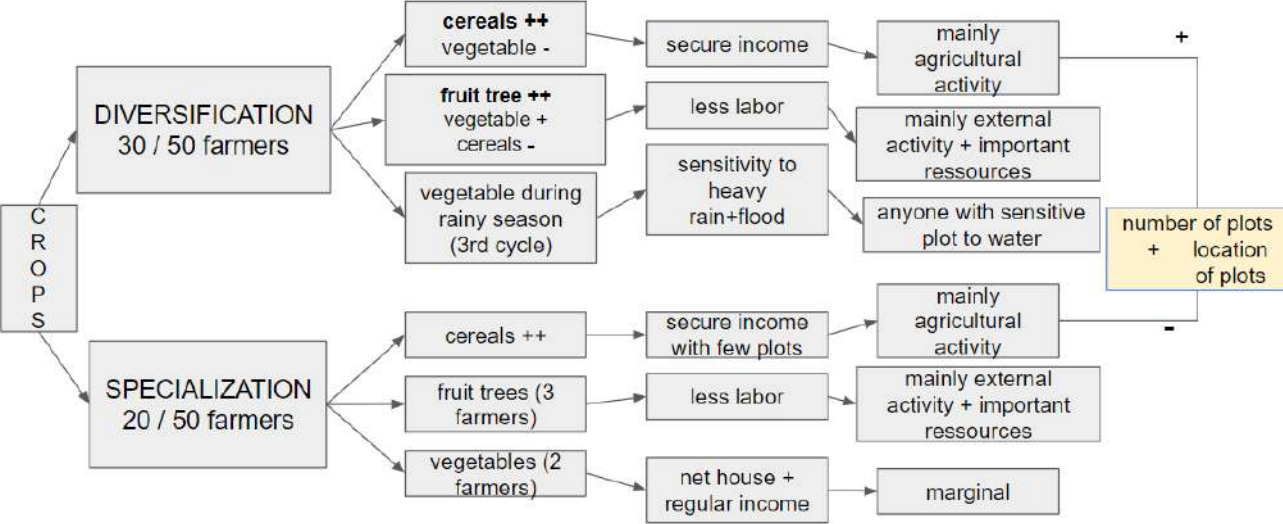 C
R
O
P
S
DIVERSIFICATION
30 / 50 farmers
cereals ++
vegetable -
secure income
mainly
agricultural
activity
fruit tree ++
vegetable +
cereals -
less labor
mainly external
activity + important
ressources
vegetable during
rainy season
(3rd cycle)
sensitivity to
heavy
rain+flood
anyone with sensitive
plot to water
SPECIALIZATION
20 / 50 farmers
cereals ++
secure income
with few plots
mainly
agricultural
activity
fruit trees (3
farmers)
less labor
mainly external
activity + important
ressources
vegetables (2
farmers)
net house +
regular income
marginal
+
number of plots
+ location
of plots
-